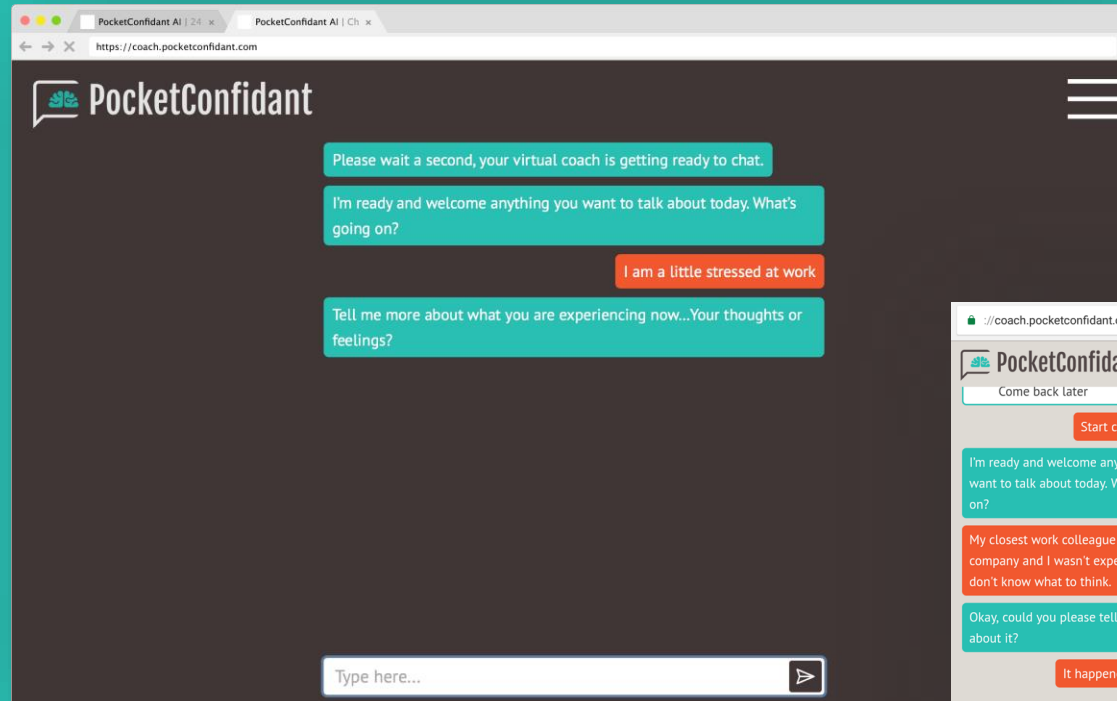 PocketConfidant AI | 24
PocketConfidant AI | Ch
https://coach.pocketconfidant.com
PocketConfidant
Please wait a second, your virtual coach is getting ready to chat.
I'm ready and welcome anything you want to talk about today. What's
going on?
I am a little stressed at work
Tell me more about what you are experiencing now...Your thoughts or
feelings?
Type here...
://coach.pocketconfidant.
PocketConfida
Come back later
Start c
I'm ready and welcome any
want to talk about today. W
on?
My closest work colleague
company and I wasn't expe
don't know what to think.
Okay, could you please tell
about it?
It happen